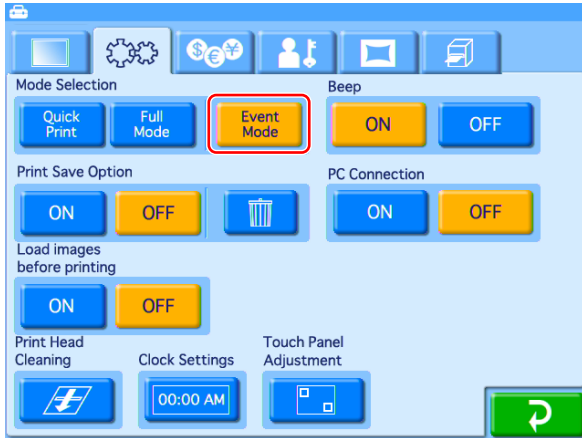 $ € ¥
Mode Selection
Beep
Quick
Print
Full
Mode
Event
Mode
ON
OFF
Print Save Option
PC Connection
ON
OFF
ON
OFF
Load images
before printing
ON
OFF
Print Head
Cleaning
Clock Settings
Touch Panel
Adjustment
00:00 AM